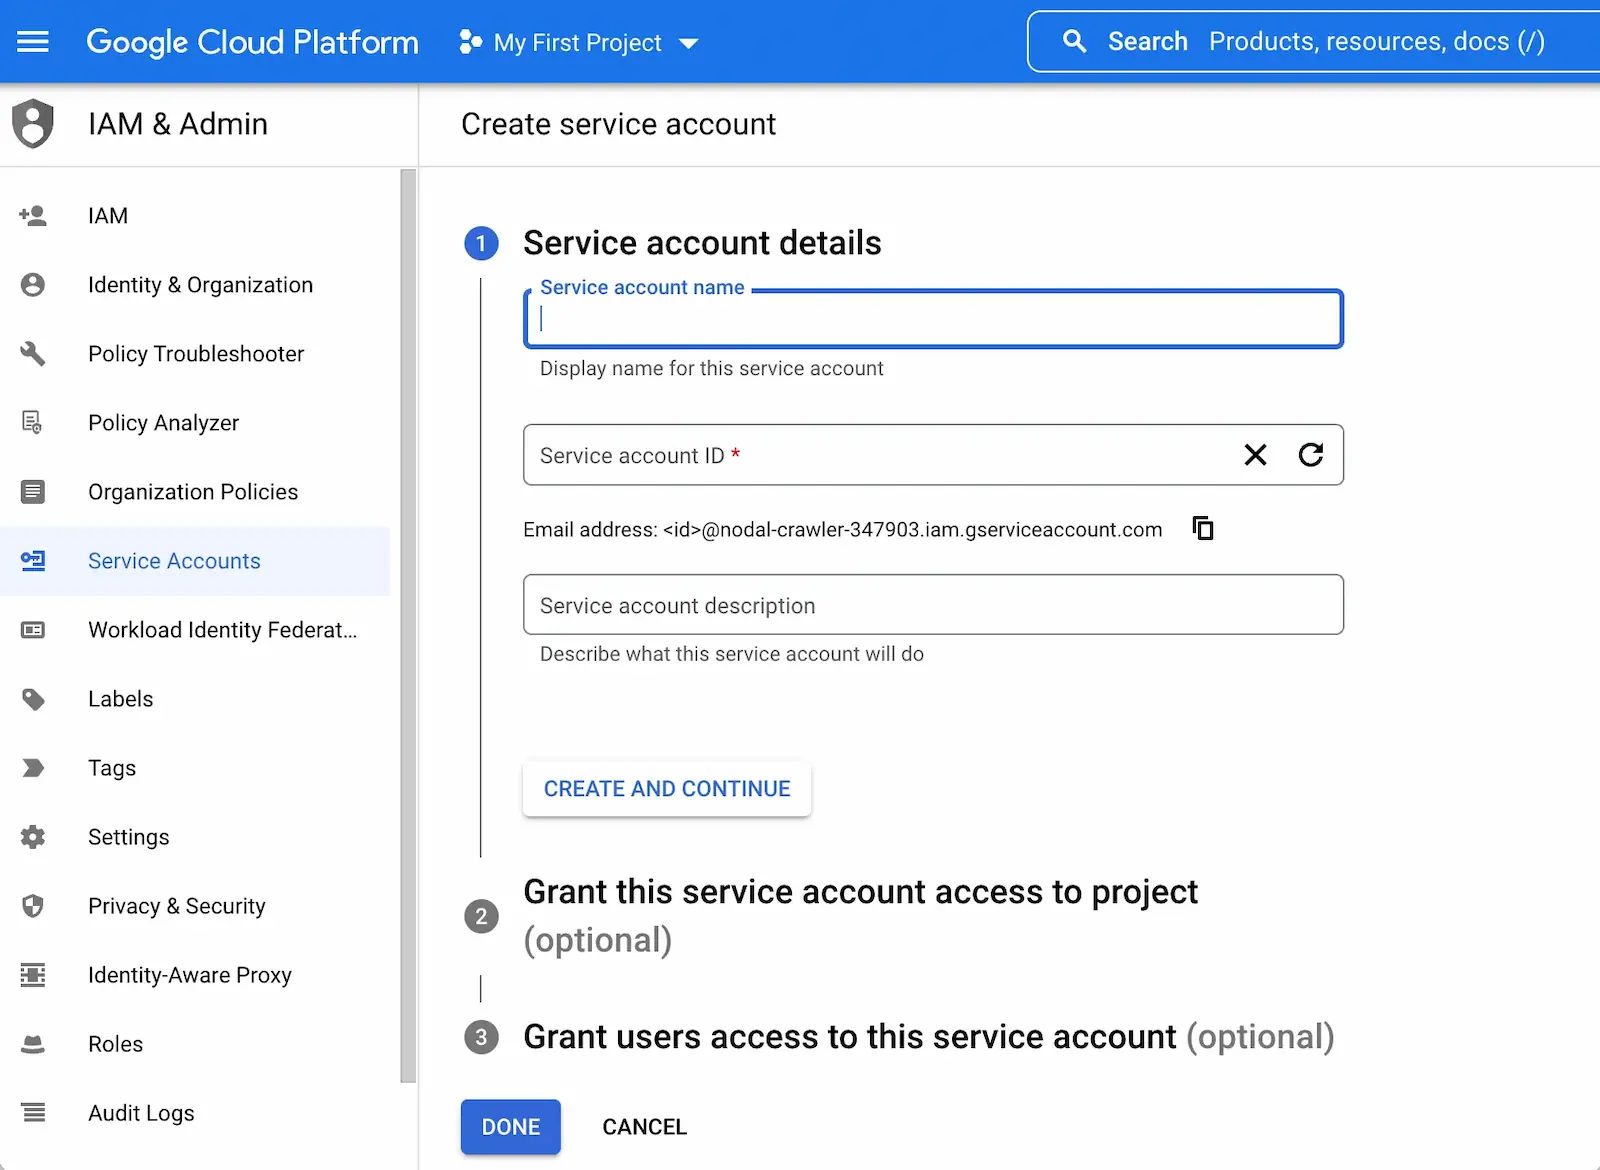 Google Cloud Platform
My First Project
Search Products, resources, docs (/)
IAM & Admin
Create service account
IAM
Identity & Organization
Policy Troubleshooter
Policy Analyzer
Organization Policies
Service Accounts
Workload Identity Federat...
Labels
Tags
Settings
Privacy & Security
Identity-Aware Proxy
Roles
Audit Logs
1
Service account details
Service account name
Display name for this service account
Service account ID *
Email address: <id>@nodal-crawler-347903.iam.gserviceaccount.com
Service account description
Describe what this service account will do
CREATE AND CONTINUE
2
Grant this service account access to project
(optional)
3
Grant users access to this service account (optional)
DONE
CANCEL